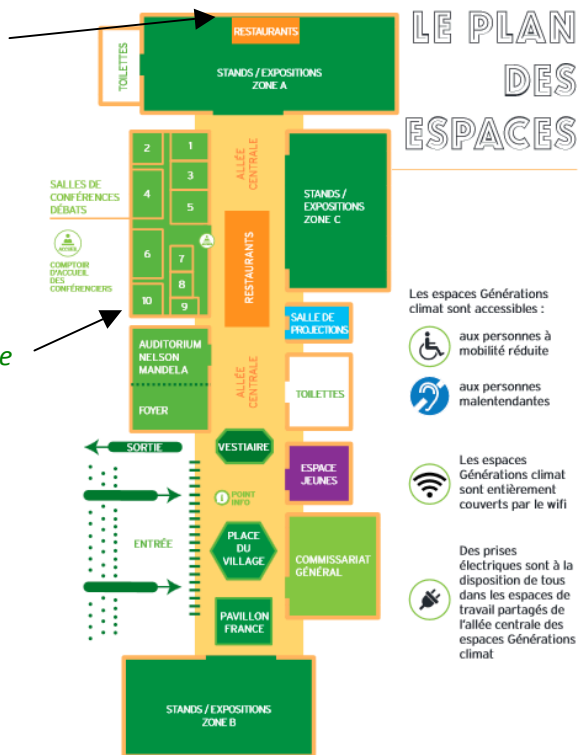 LE PLAN
DES
ESPACES
RESTAURANTS
TOILETTES
STANDS / EXPOSITIONS
ZONE A
ALLÉE
CENTRALE
2
1
3
4
5
6
7
8
10
9
SALLES DE
CONFÉRENCES
DÉBATS
ACCUEIL
COMPTOIR
D'ACCUEIL
DES
CONFÉRENCIERS
STANDS /
EXPOSITIONS
ZONE C
RESTAURANTS
SALLE DE
PROJECTIONS
e
AUDITORIUM
NELSON
MANDELA
FOYER
ALLÉE
CENTRALE
TOILETTES
SORTIE
VESTIAIRE
ESPACE
JEUNES
i POINT
INFO
ENTRÉE
PLACE
DU
VILLAGE
COMMISSARIAT
GÉNÉRAL
PAVILLON
FRANCE
STANDS / EXPOSITIONS
ZONE B
Les espaces Générations
climat sont accessibles :
aux personnes à
mobilité réduite
aux personnes
malentendantes
Les espaces
Générations climat
sont entièrement
couverts par le wifi
Des prises
électriques sont à la
disposition de tous
dans les espaces de
travail partagés de
l'allée centrale des
espaces Générations
climat